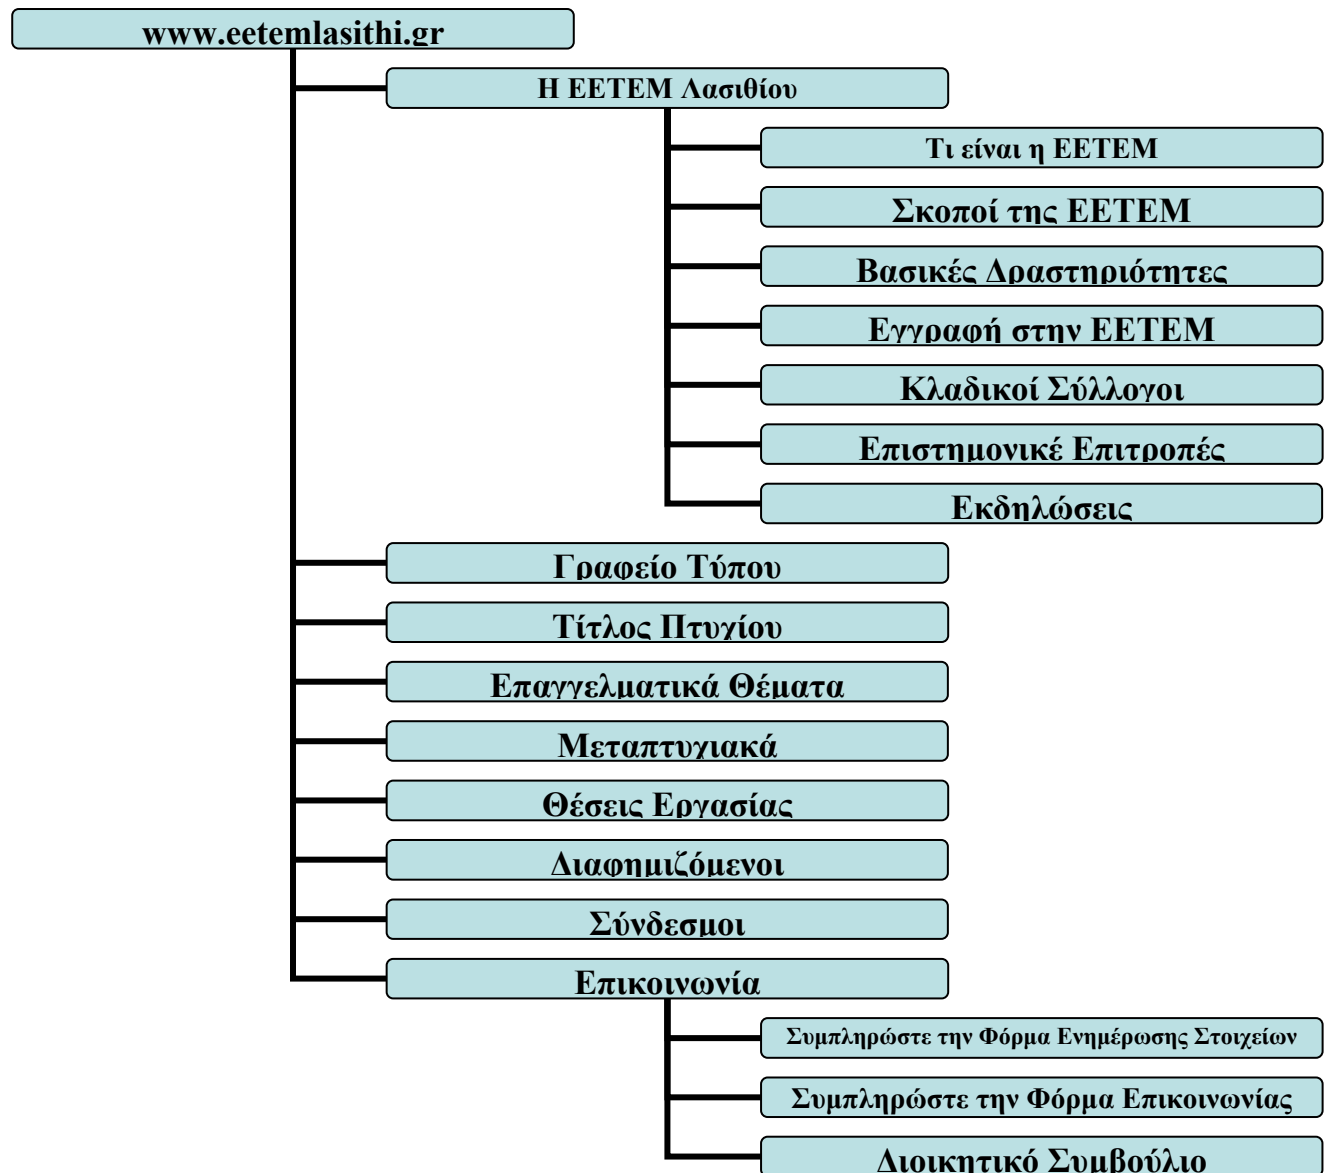 www.eetemlasithi.gr
Η ΕΕΤΕΜ Λασιθίου
Τι είναι η ΕΕΤΕΜ
Σκοποί της ΕΕΤΕΜ
Βασικές Δραστηριότητες
Εγγραφή στην ΕΕΤΕΜ
Κλαδικοί Σύλλογοι
Επιστημονικέ Επιτροπές
Εκδηλώσεις
Γραφείο Τύπου
Τίτλος Πτυχίου
Επαγγελματικά Θέματα
Μεταπτυχιακά
Θέσεις Εργασίας
Διαφημιζόμενοι
Σύνδεσμοι
Επικοινωνία
Συμπληρώστε την Φόρμα Ενημέρωσης Στοιχείων
Συμπληρώστε την Φόρμα Επικοινωνίας
Διοικητικό Συμβούλιο